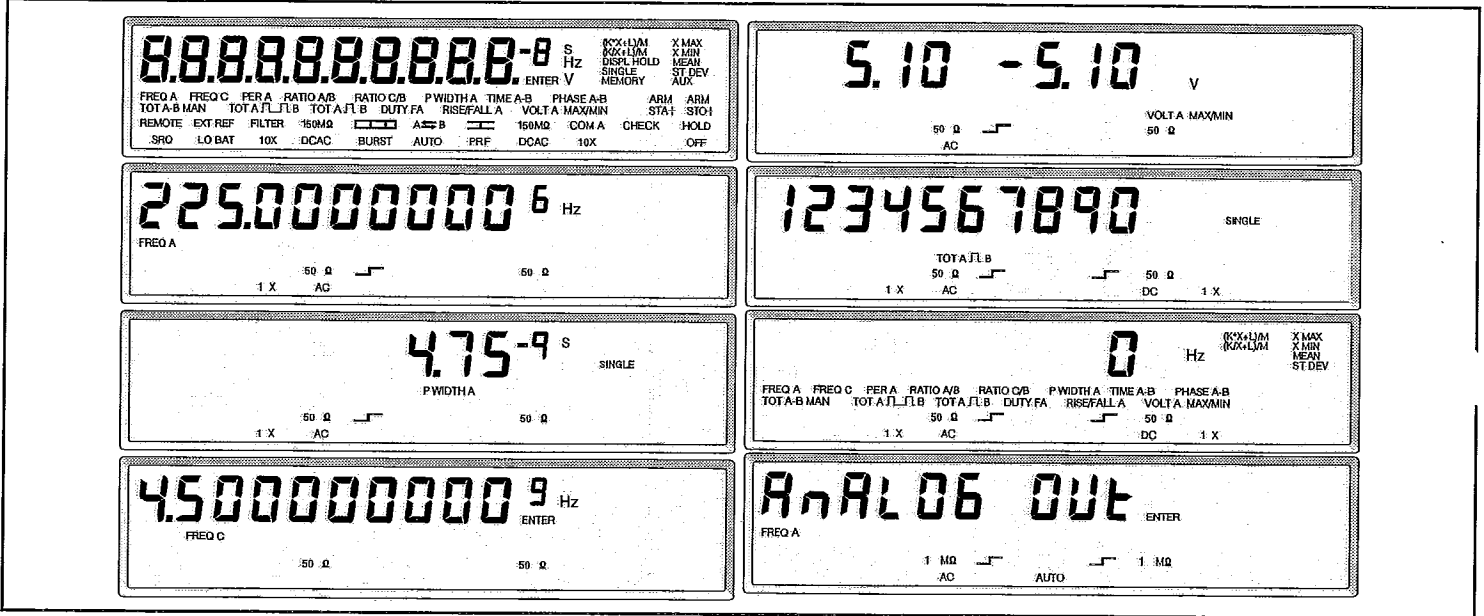 8.8.8.8.8.8.8.8.8.8. -8 S Hz ENTER V
(K*X+L)/M X MAX
(K/X+L)/M X MIN
DISPL HOLD MEAN
SINGLE ST DEV
MEMORY AUX
FREQ A FREQ C PER A RATIO A/B RATIO C/B P WIDTH A TIME A-B PHASE A-B ARM ARM
TOT A-B MAN TOT A B TOT A B DUTY FA RISE/FALL A VOLT A MAX/MIN STA STO
REMOTE EXT REF FILTER 150MΩ A B 150MΩ COM A CHECK HOLD
SRQ LO BAT 10X DCAC BURST AUTO PRF DCAC 10X OFF
5.10 -5.10 V
VOLT A MAX/MIN
50 Ω 50 Ω
AC
225.0000000 6 Hz
FREQ A
50 Ω 50 Ω
1 X AC
1234567890 SINGLE
TOT A B
50 Ω 50 Ω
1 X AC DC 1 X
4.75 -9 S SINGLE
P WIDTH A
50 Ω 50 Ω
1 X AC
0 Hz
(K*X+L)/M X MAX
(K/X+L)/M X MIN
MEAN
ST DEV
FREQ A FREQ C PER A RATIO A/B RATIO C/B P WIDTH A TIME A-B PHASE A-B
TOT A-B MAN TOT A B TOT A B DUTY FA RISE/FALL A VOLT A MAX/MIN
50 Ω 50 Ω
1 X AC DC 1 X
4.500000000 9 Hz
ENTER
FREQ C
50 Ω 50 Ω
AnALOG OUt ENTER
FREQ A
1 MΩ 1 MΩ
AC AUTO